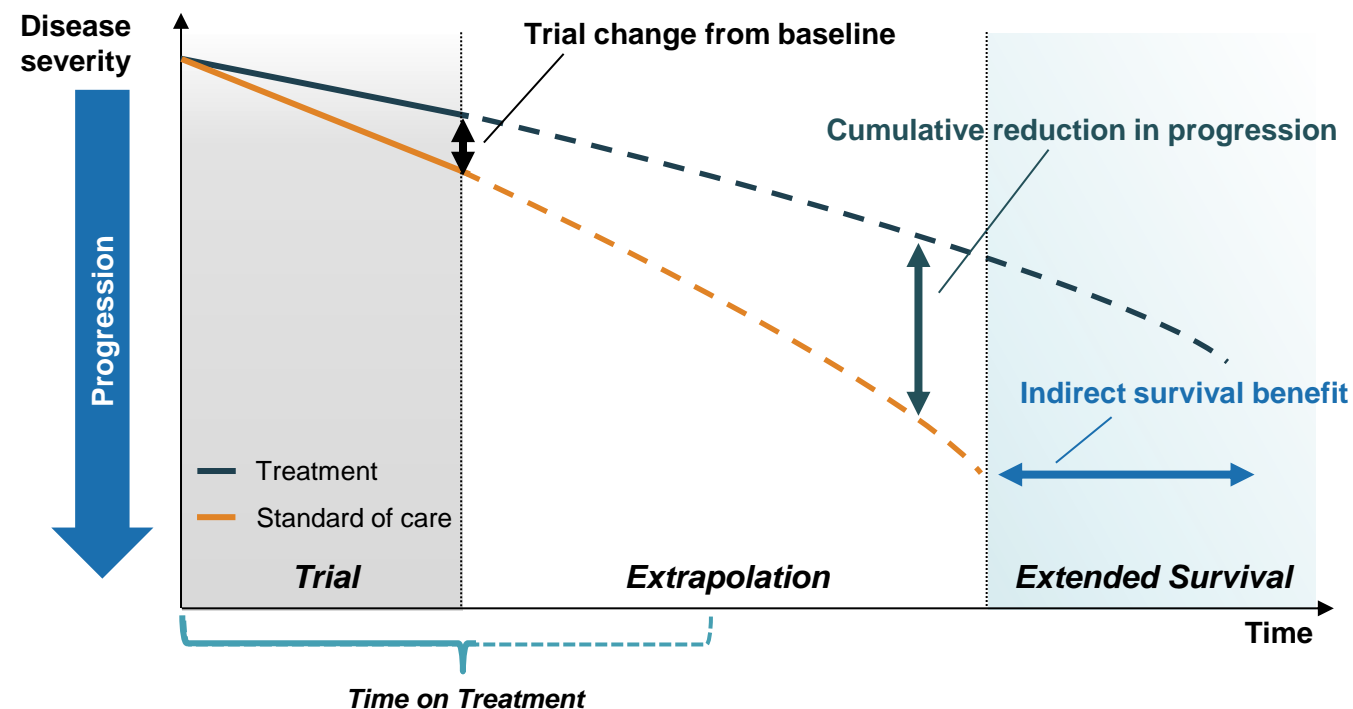 Disease
severity
Trial change from baseline
Cumulative reduction in progression
Progression
Indirect survival benefit
Treatment
Standard of care
Trial
Extrapolation
Extended Survival
Time
Time on Treatment